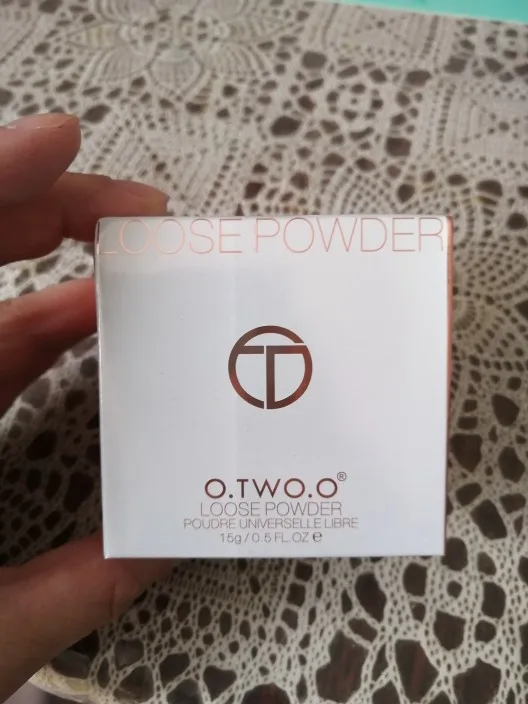 LOOSE POWDER
O.TWO.O®
LOOSE POWDER
POUDRE UNIVERSELLE LIBRE
15g / 0.5 FL.OZ ℮